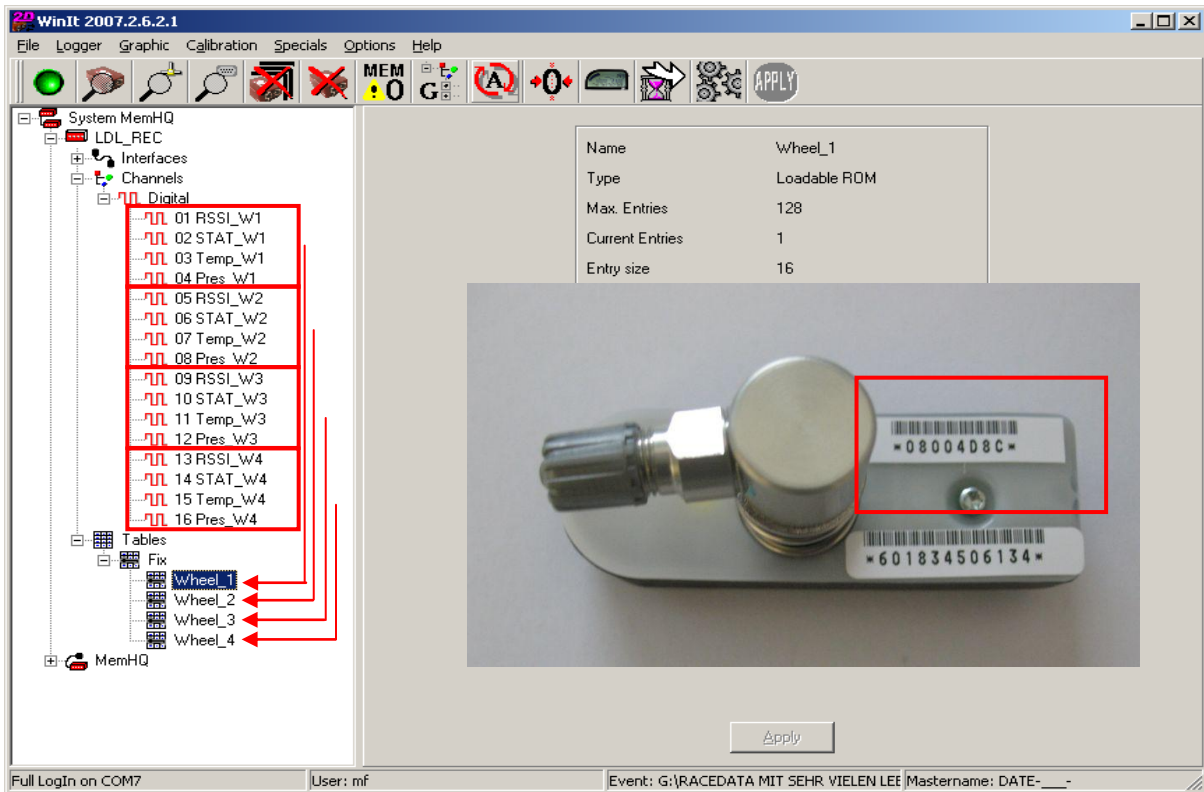 2D WinIt 2007.2.6.2.1
File Logger Graphic Calibration Specials Options Help
MEM 0 G A 0 APPLY
System MemHQ
LDL_REC
Interfaces
Channels
Digital
01 RSSI_W1
02 STAT_W1
03 Temp_W1
04 Pres_W1
05 RSSI_W2
06 STAT_W2
07 Temp_W2
08 Pres_W2
09 RSSI_W3
10 STAT_W3
11 Temp_W3
12 Pres_W3
13 RSSI_W4
14 STAT_W4
15 Temp_W4
16 Pres_W4
Tables
Fix
Wheel_1
Wheel_2
Wheel_3
Wheel_4
MemHQ
Name Wheel_1
Type Loadable ROM
Max. Entries 128
Current Entries 1
Entry size 16
*08004D8C*
*601834506134*
Apply
Full LogIn on COM7 User: mf Event: G:\RACEDATA MIT SEHR VIELEN LEE Mastername: DATE-___-